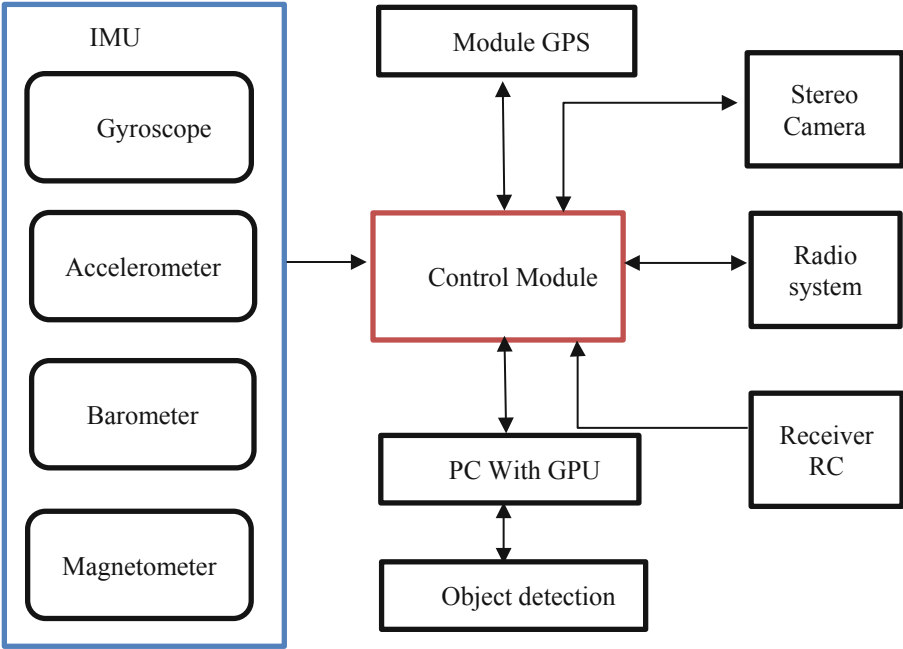 IMU
Gyroscope
Accelerometer
Barometer
Magnetometer
Module GPS
Control Module
PC With GPU
Object detection
Stereo
Camera
Radio
system
Receiver
RC